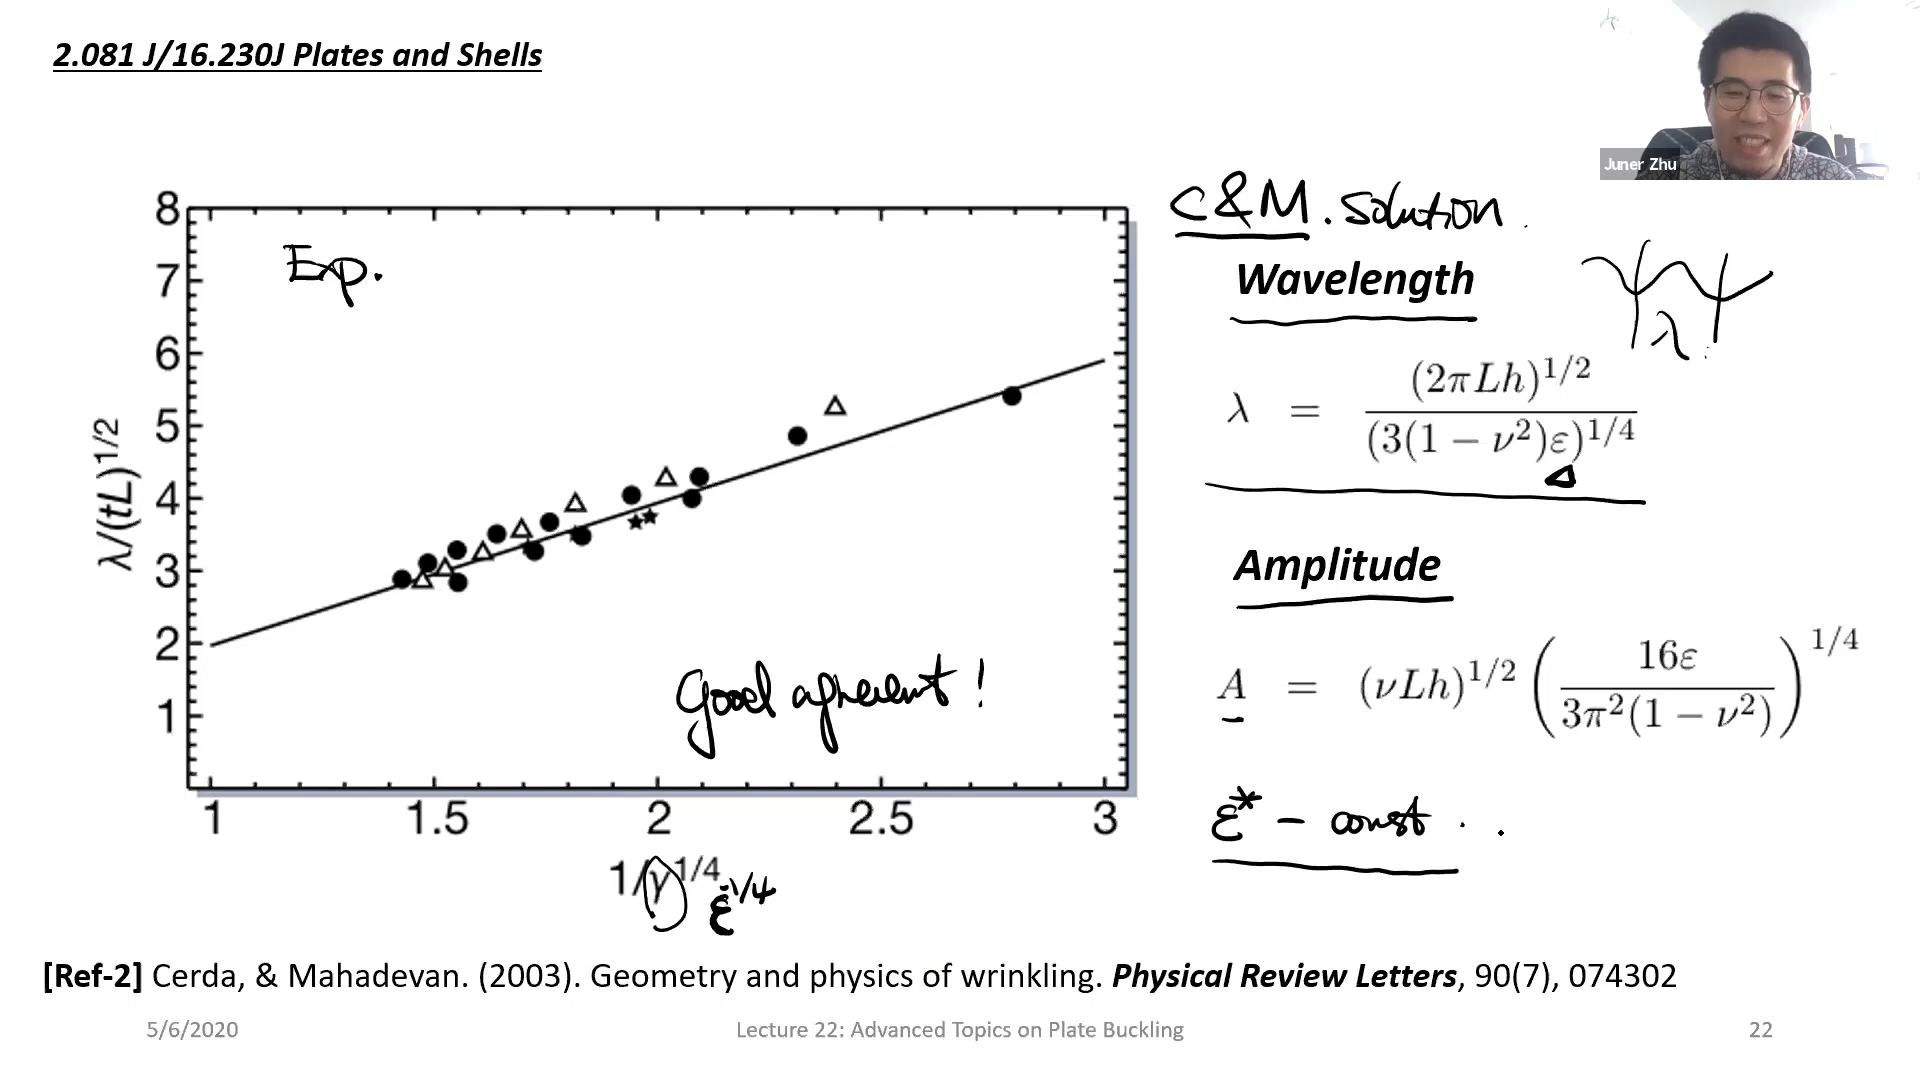 2.081 J/16.230J Plates and Shells
Juner Zhu
C&M. Solution.
Exp.
Wavelength
λ
λ = (2πLh)^{1/2} / (3(1 − ν²)ε)^{1/4}
Amplitude
A = (νLh)^{1/2} (16ε / 3π²(1 − ν²))^{1/4}
ε* – const . .
8
7
6
5
4
3
2
1
λ/(tL)^{1/2}
Good agreement!
1 1.5 2 2.5 3
1/γ^{1/4}
ε^{-1/4}
[Ref-2] Cerda, & Mahadevan. (2003). Geometry and physics of wrinkling. Physical Review Letters, 90(7), 074302
5/6/2020 Lecture 22: Advanced Topics on Plate Buckling 22